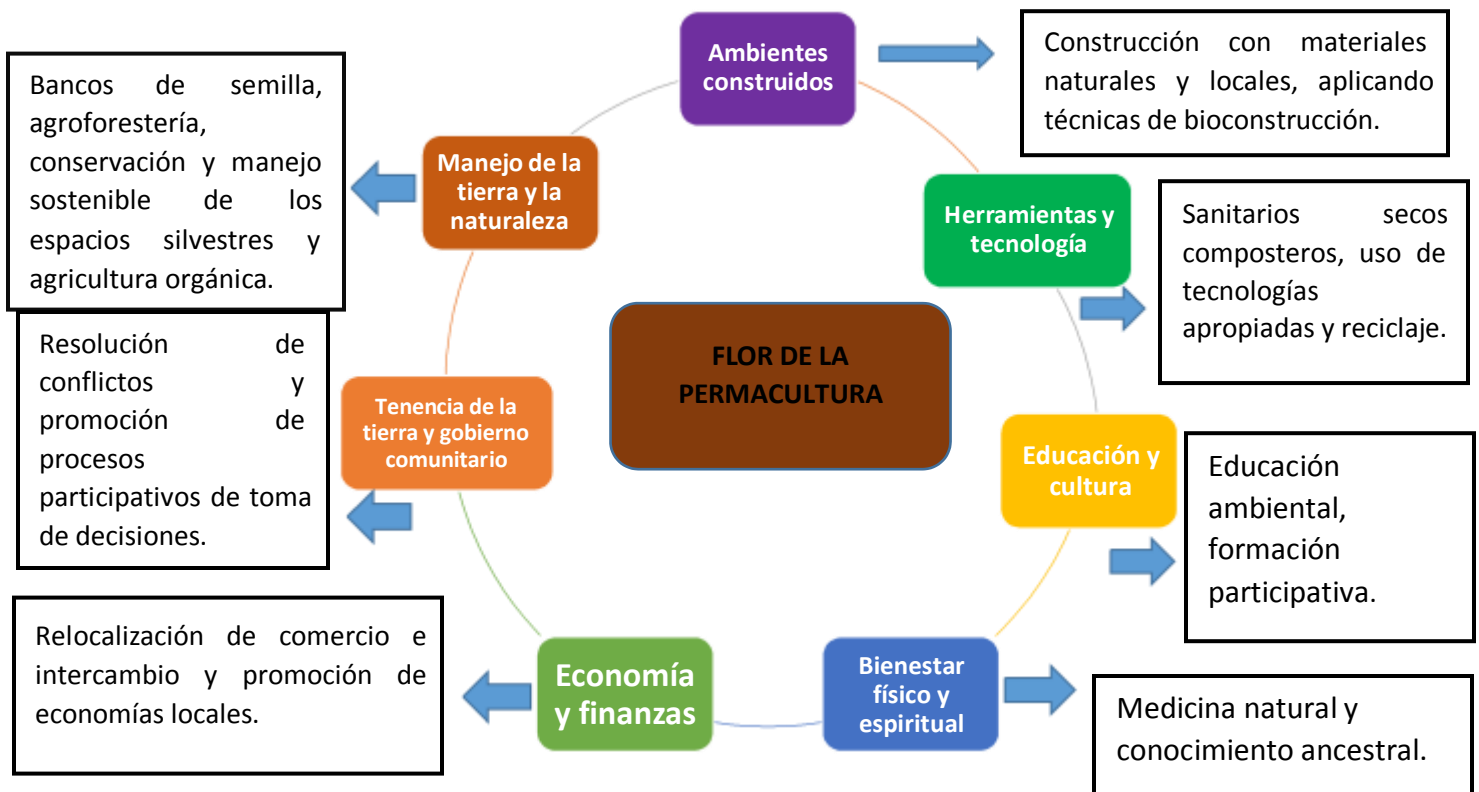 Ambientes
construidos
Construcción con materiales
naturales y locales, aplicando
técnicas de bioconstrucción.
Herramientas y
tecnología
Sanitarios secos
composteros, uso de
tecnologías
apropiadas y reciclaje.
Educación y
cultura
Educación
ambiental,
formación
participativa.
Bienestar
físico y
espiritual
Medicina natural y
conocimiento ancestral.
Economía
y finanzas
Relocalización de comercio e
intercambio y promoción de
economías locales.
Tenencia de la
tierra y gobierno
comunitario
Resolución de
conflictos y
promoción de
procesos
participativos de toma
de decisiones.
Manejo de la
tierra y la
naturaleza
Bancos de semilla,
agroforestería,
conservación y manejo
sostenible de los
espacios silvestres y
agricultura orgánica.
FLOR DE LA
PERMACULTURA